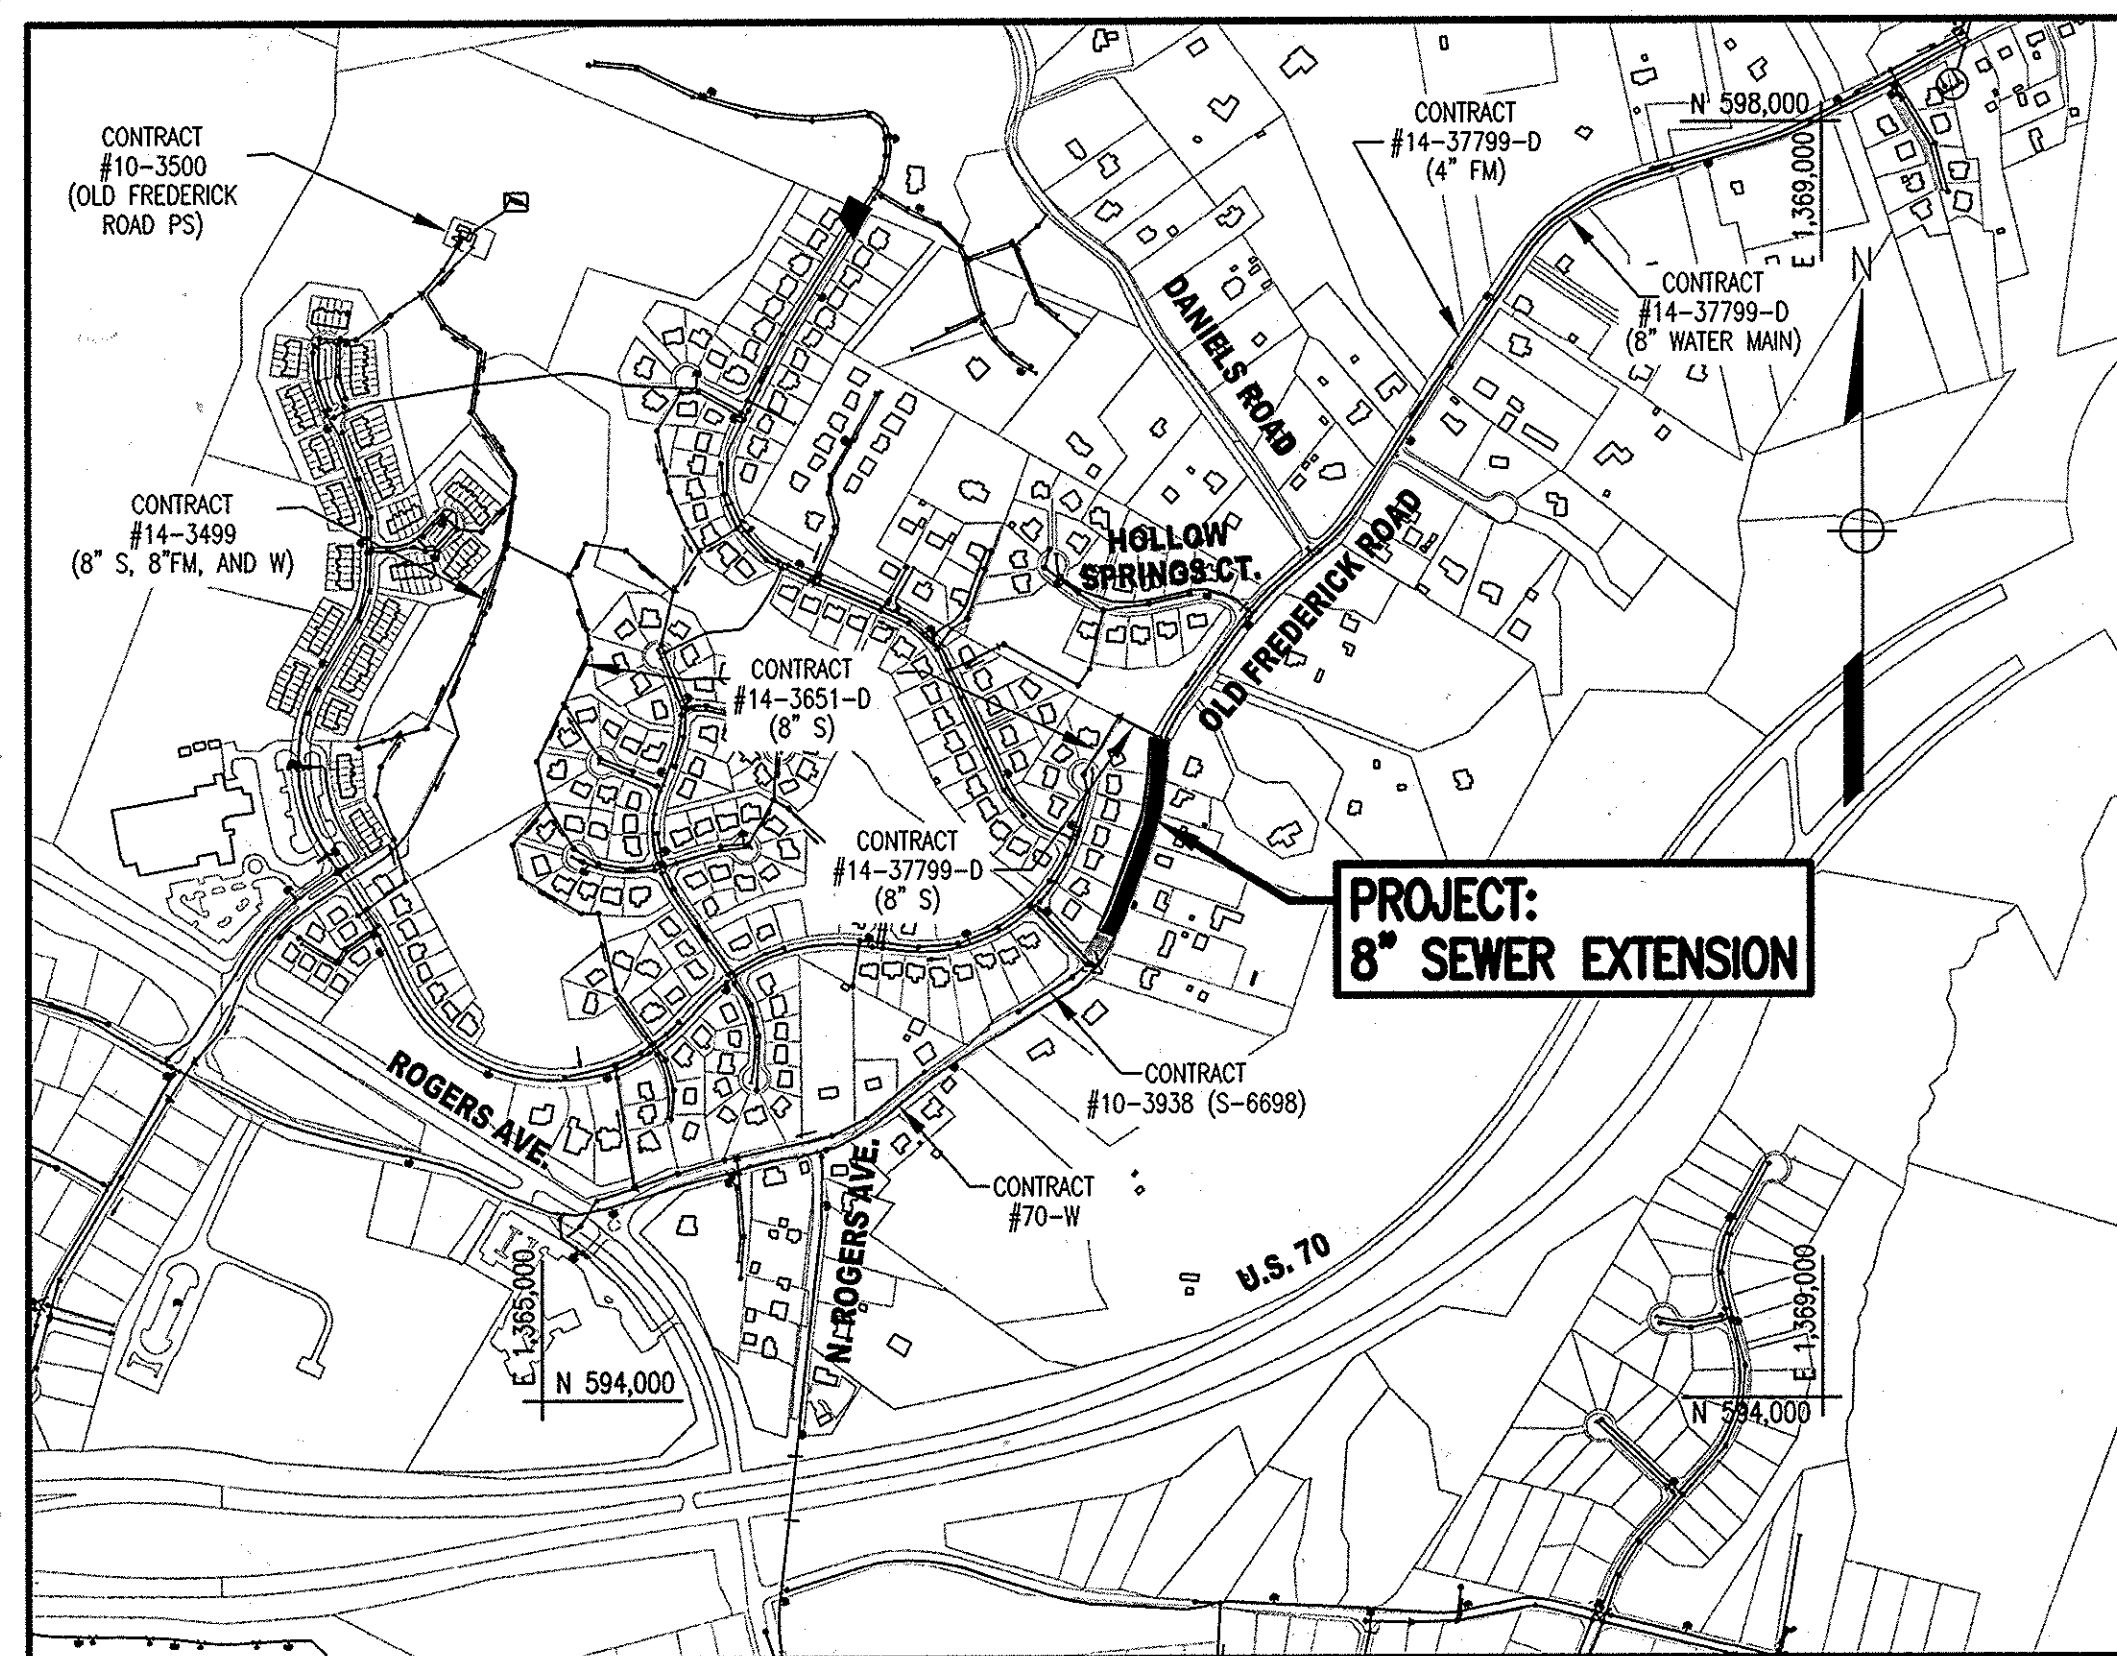 CONTRACT
#10-3500
(OLD FREDERICK
ROAD PS)
CONTRACT
#14-37799-D
(4" FM)
N 598,000
E 1,369,000
N
CONTRACT
#14-37799-D
(8" WATER MAIN)
DANIELS ROAD
CONTRACT
#14-3499
(8" S, 8"FM, AND W)
HOLLOW
SPRINGS CT.
OLD FREDERICK ROAD
CONTRACT
#14-3651-D
(8" S)
CONTRACT
#14-37799-D
(8" S)
PROJECT:
8" SEWER EXTENSION
ROGERS AVE.
CONTRACT
#10-3938 (S-6698)
CONTRACT
#70-W
N. ROGERS AVE.
U.S. 70
E 1,365,000
N 594,000
E 1,369,000
N 594,000